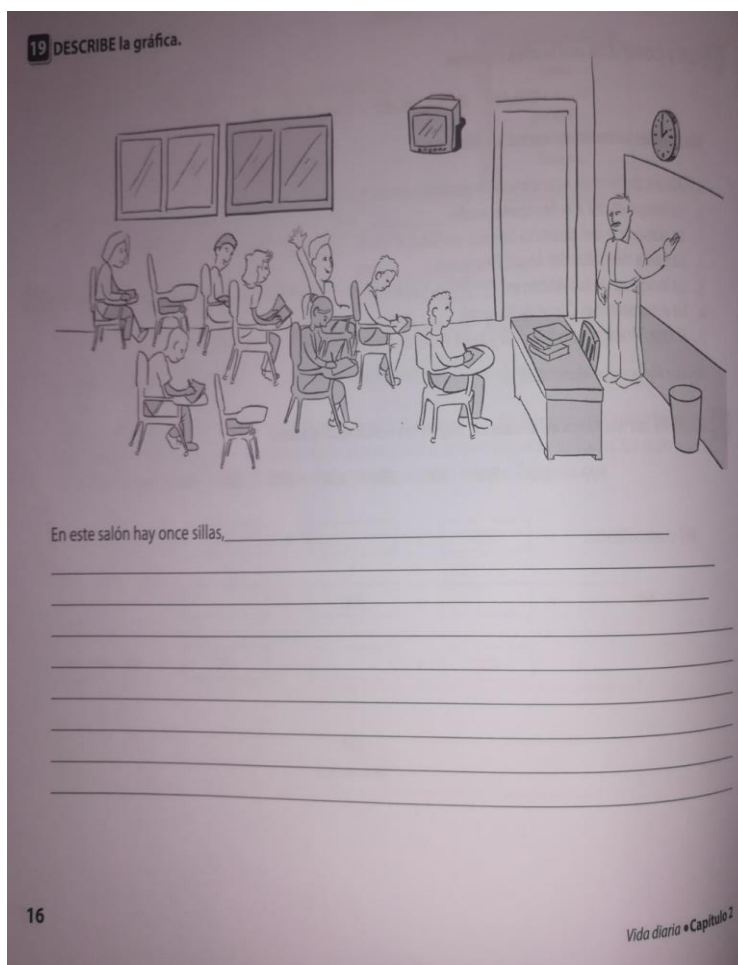 19 DESCRIBE la gráfica.
En este salón hay once sillas,
16
Vida diaria • Capítulo 2